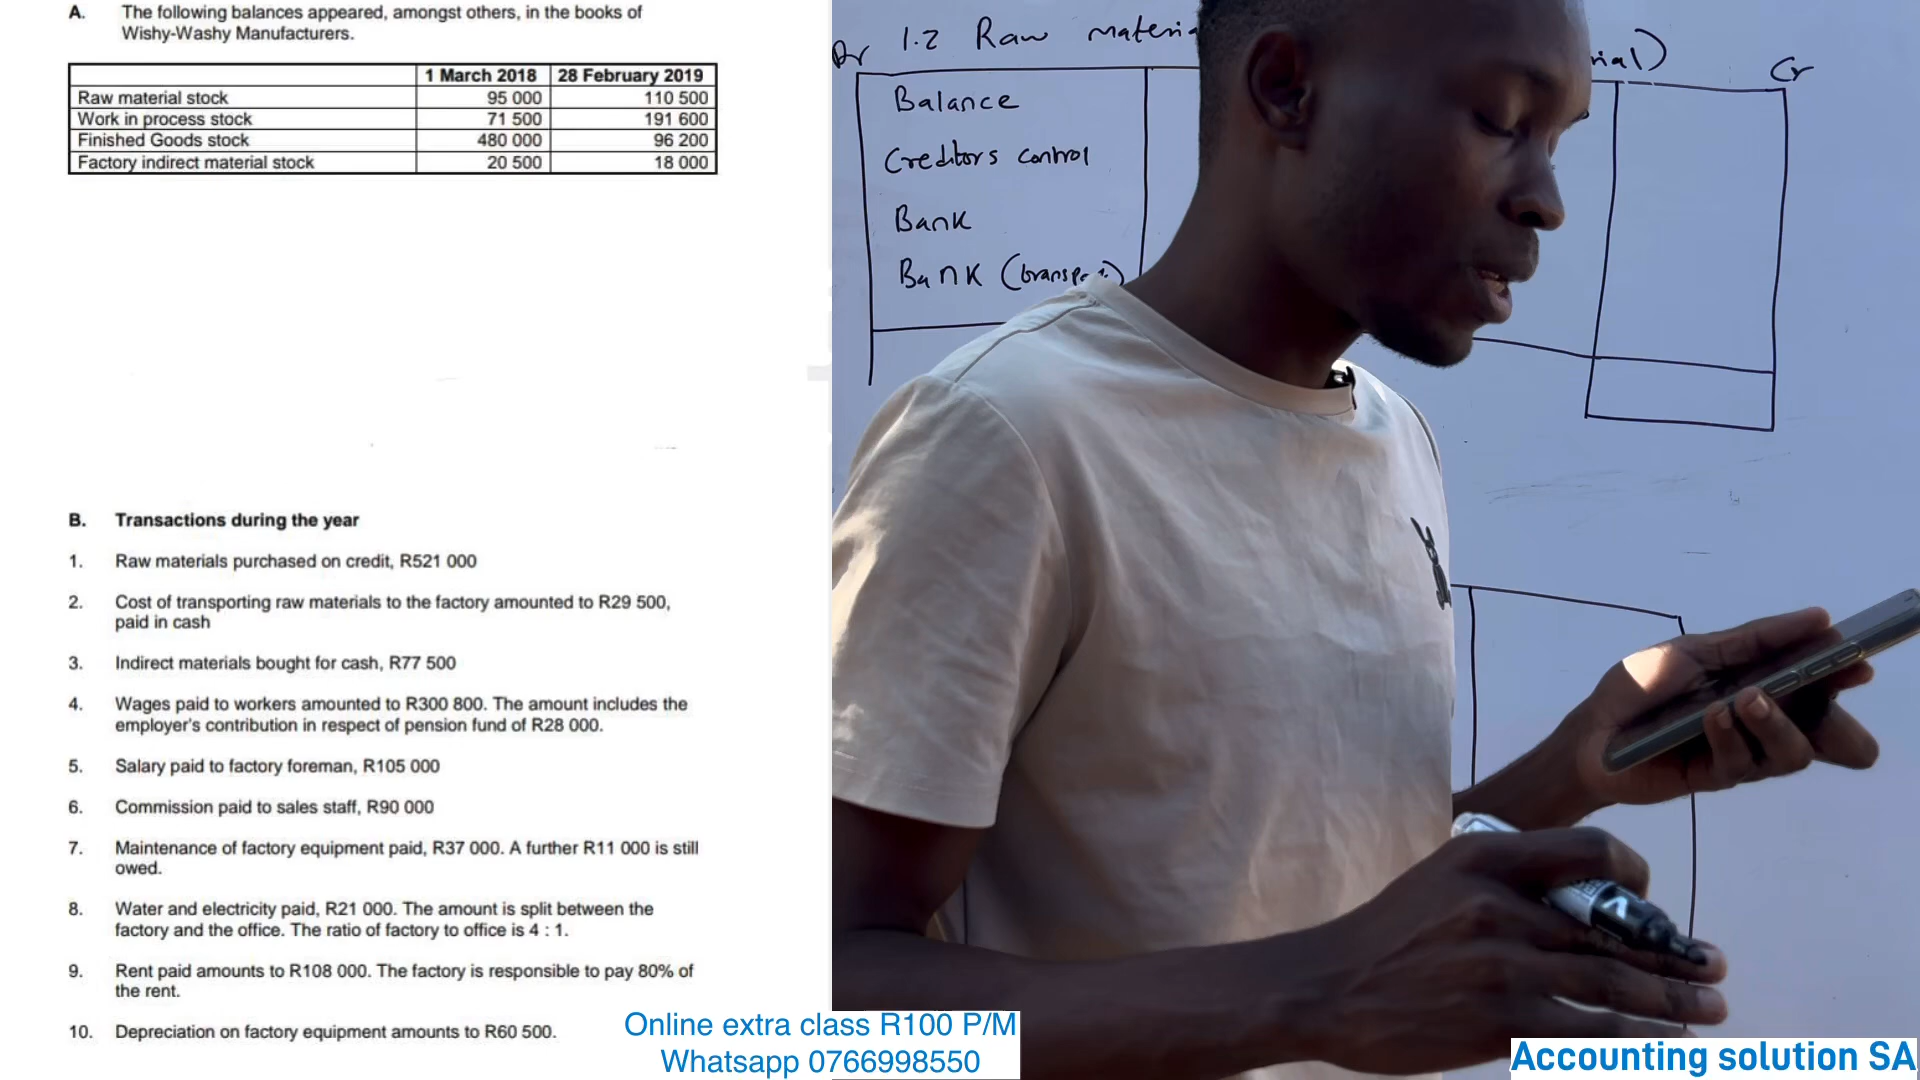 A. The following balances appeared, amongst others, in the books of
Wishy-Washy Manufacturers.
1 March 2018 28 February 2019
Raw material stock 95 000 110 500
Work in process stock 71 500 191 600
Finished Goods stock 480 000 96 200
Factory indirect material stock 20 500 18 000
B. Transactions during the year
1. Raw materials purchased on credit, R521 000
2. Cost of transporting raw materials to the factory amounted to R29 500,
paid in cash
3. Indirect materials bought for cash, R77 500
4. Wages paid to workers amounted to R300 800. The amount includes the
employer's contribution in respect of pension fund of R28 000.
5. Salary paid to factory foreman, R105 000
6. Commission paid to sales staff, R90 000
7. Maintenance of factory equipment paid, R37 000. A further R11 000 is still
owed.
8. Water and electricity paid, R21 000. The amount is split between the
factory and the office. The ratio of factory to office is 4 : 1.
9. Rent paid amounts to R108 000. The factory is responsible to pay 80% of
the rent.
10. Depreciation on factory equipment amounts to R60 500.
Dr 1.2 Raw materia rial) Cr
Balance
Creditors control
Bank
Bank
Online extra class R100 P/M
Whatsapp 0766998550
Accounting solution SA